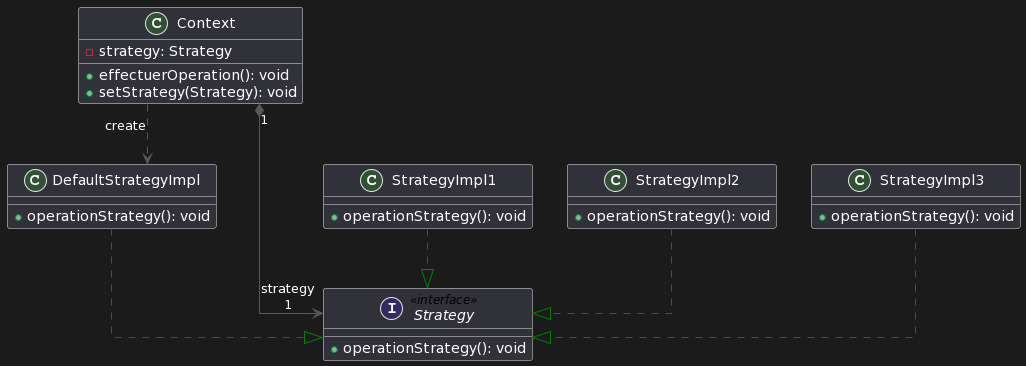 C Context
strategy: Strategy
effectuerOperation(): void
setStrategy(Strategy): void
create
1
C DefaultStrategyImpl
operationStrategy(): void
C StrategyImpl1
operationStrategy(): void
C StrategyImpl2
operationStrategy(): void
C StrategyImpl3
operationStrategy(): void
strategy
1
I «interface»
Strategy
operationStrategy(): void